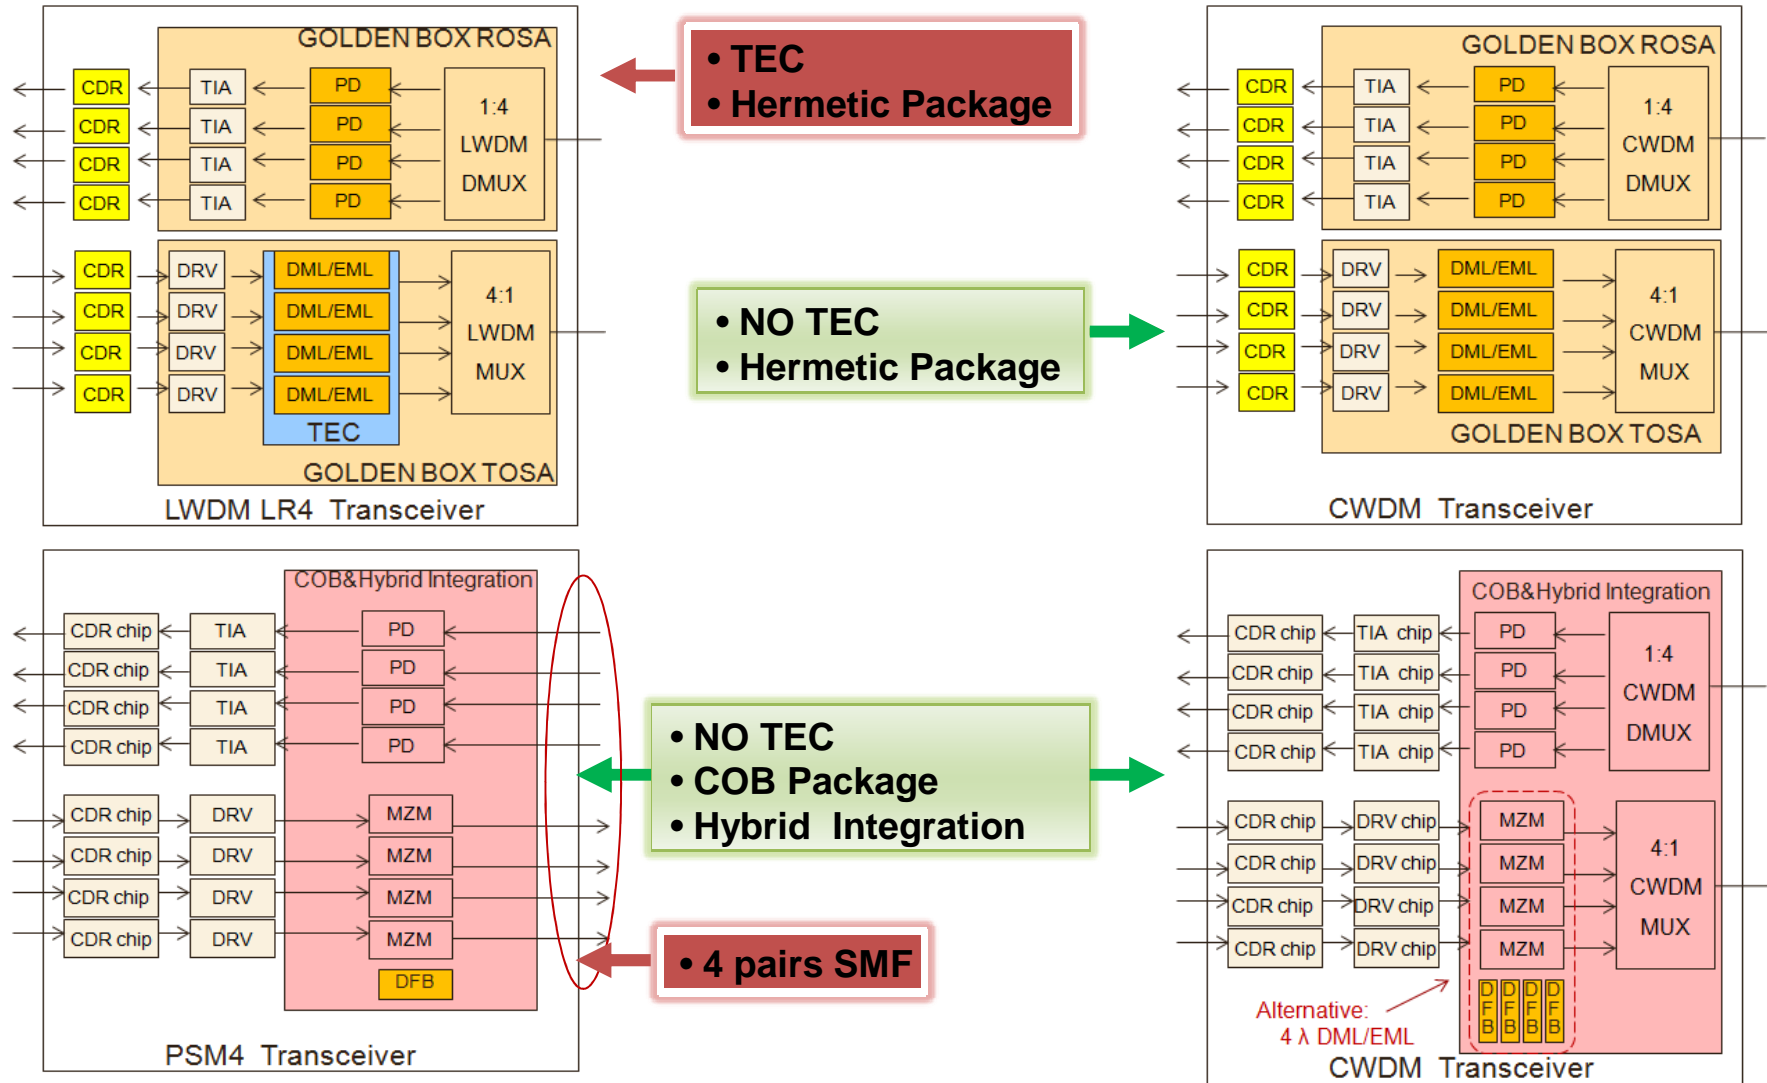 GOLDEN BOX ROSA
CDR TIA PD
CDR TIA PD
CDR TIA PD
CDR TIA PD
1:4
LWDM
DMUX
CDR DRV DML/EML
CDR DRV DML/EML
CDR DRV DML/EML
CDR DRV DML/EML
TEC
4:1
LWDM
MUX
GOLDEN BOX TOSA
LWDM LR4 Transceiver
• TEC
• Hermetic Package
GOLDEN BOX ROSA
CDR TIA PD
CDR TIA PD
CDR TIA PD
CDR TIA PD
1:4
CWDM
DMUX
• NO TEC
• Hermetic Package
CDR DRV DML/EML
CDR DRV DML/EML
CDR DRV DML/EML
CDR DRV DML/EML
4:1
CWDM
MUX
GOLDEN BOX TOSA
CWDM Transceiver
COB&Hybrid Integration
CDR chip TIA PD
CDR chip TIA PD
CDR chip TIA PD
CDR chip TIA PD
CDR chip DRV MZM
CDR chip DRV MZM
CDR chip DRV MZM
CDR chip DRV MZM
DFB
PSM4 Transceiver
• NO TEC
• COB Package
• Hybrid Integration
• 4 pairs SMF
COB&Hybrid Integration
CDR chip TIA chip PD
CDR chip TIA chip PD
CDR chip TIA chip PD
CDR chip TIA chip PD
1:4
CWDM
DMUX
CDR chip DRV chip MZM
CDR chip DRV chip MZM
CDR chip DRV chip MZM
CDR chip DRV chip MZM
4:1
CWDM
MUX
DFB DFB DFB DFB
Alternative:
4 λ DML/EML
CWDM Transceiver